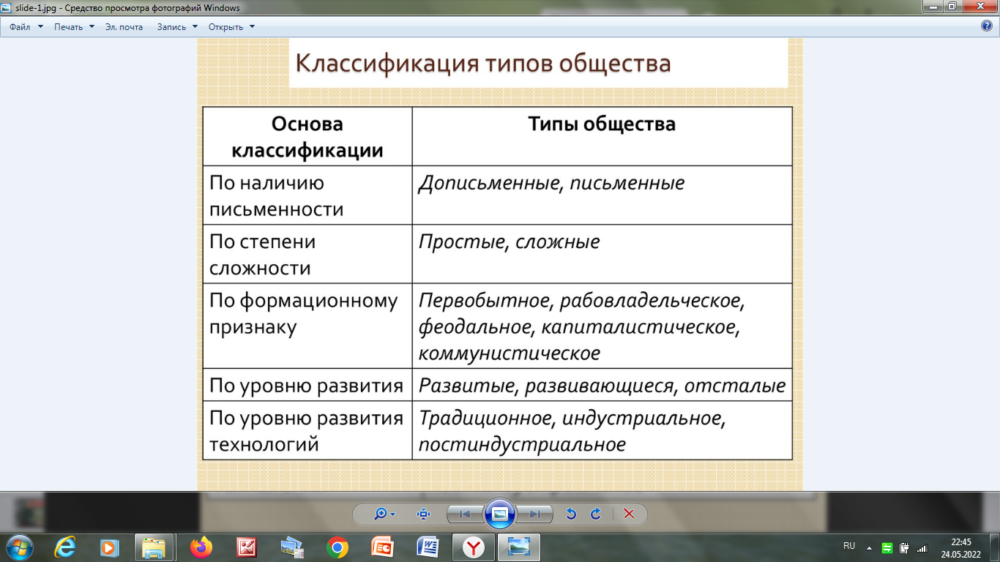 slide-1.jpg - Средство просмотра фотографий Windows
Файл Печать Эл. почта Запись Открыть
Классификация типов общества
Основа
классификации
Типы общества
По наличию
письменности
Дописьменные, письменные
По степени
сложности
Простые, сложные
По формационному
признаку
Первобытное, рабовладельческое,
феодальное, капиталистическое,
коммунистическое
По уровню развития
Развитые, развивающиеся, отсталые
По уровню развития
технологий
Традиционное, индустриальное,
постиндустриальное
RU
22:45
24.05.2022